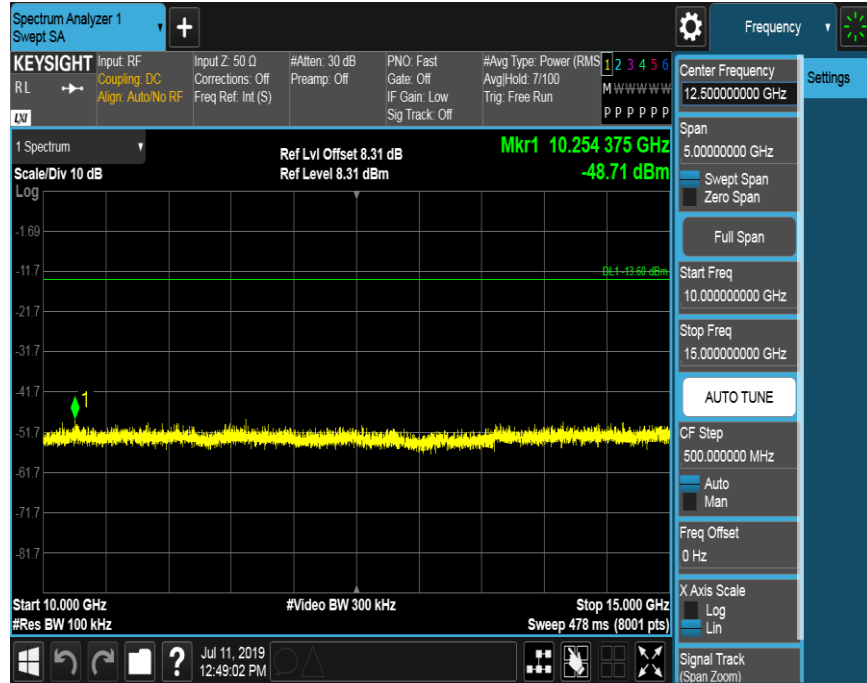 Spectrum Analyzer 1
Swept SA
Frequency
KEYSIGHT
RL
LXI
Input: RF
Coupling: DC
Align: Auto/No RF
Input Z: 50 Ω
Corrections: Off
Freq Ref: Int (S)
#Atten: 30 dB
Preamp: Off
PNO: Fast
Gate: Off
IF Gain: Low
Sig Track: Off
#Avg Type: Power (RMS
Avg|Hold: 7/100
Trig: Free Run
1 2 3 4 5 6
M W W W W W
P P P P P P
1 Spectrum
Scale/Div 10 dB
Log
Ref Lvl Offset 8.31 dB
Ref Level 8.31 dBm
Mkr1 10.254 375 GHz
-48.71 dBm
-1.69
-11.7
DL1 -13.60 dBm
-21.7
-31.7
-41.7
1
-51.7
-61.7
-71.7
-81.7
Start 10.000 GHz
#Res BW 100 kHz
#Video BW 300 kHz
Stop 15.000 GHz
Sweep 478 ms (8001 pts)
Jul 11, 2019
12:49:02 PM
Center Frequency
12.500000000 GHz
Settings
Span
5.00000000 GHz
Swept Span
Zero Span
Full Span
Start Freq
10.000000000 GHz
Stop Freq
15.000000000 GHz
AUTO TUNE
CF Step
500.000000 MHz
Auto
Man
Freq Offset
0 Hz
X Axis Scale
Log
Lin
Signal Track
(Span Zoom)